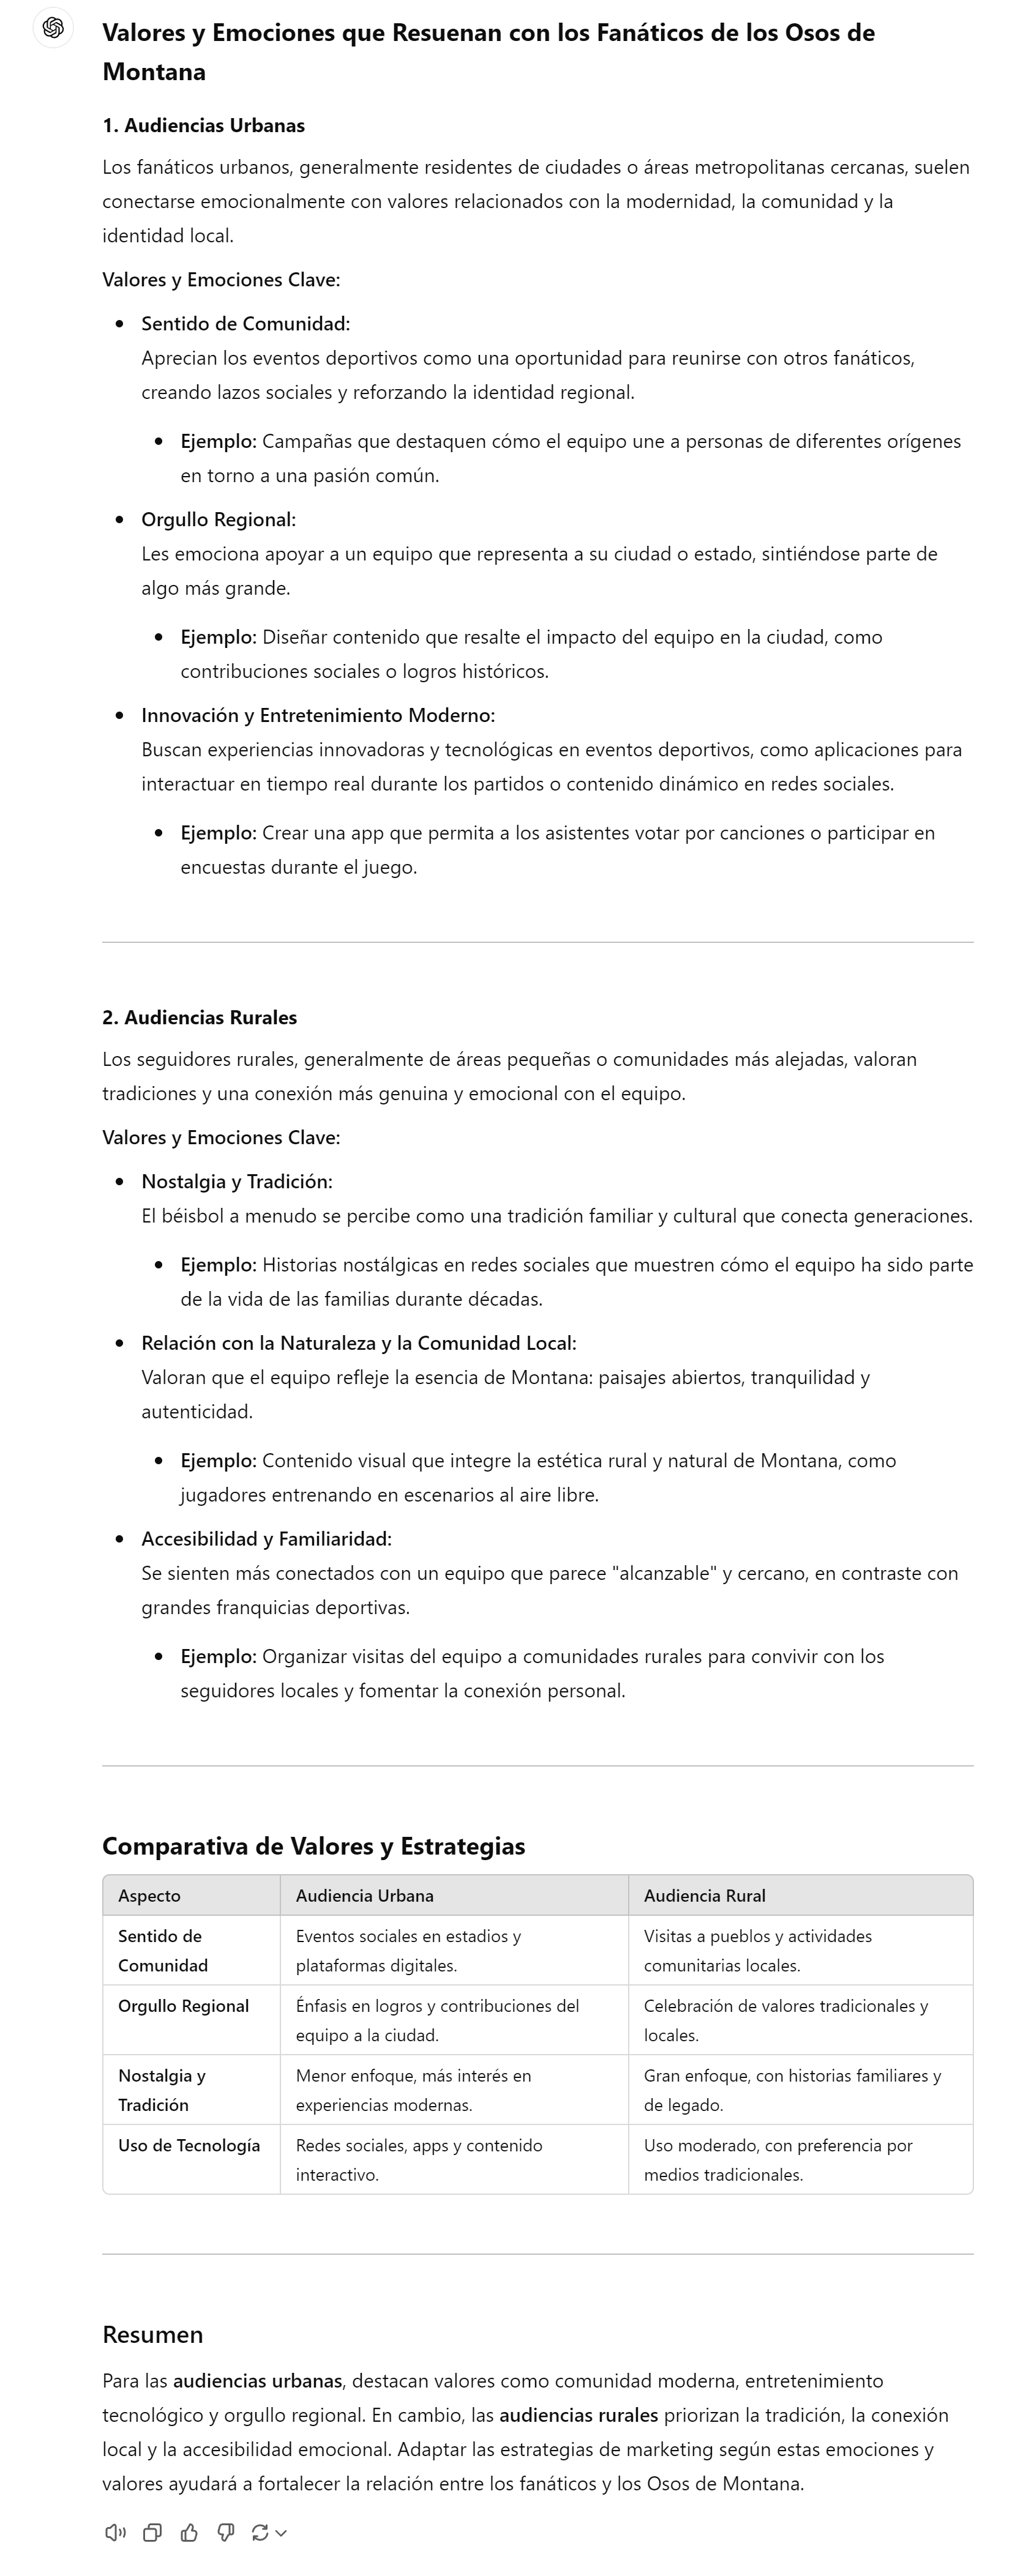 Valores y Emociones que Resuenan con los Fanáticos de los Osos de
Montana
1. Audiencias Urbanas
Los fanáticos urbanos, generalmente residentes de ciudades o áreas metropolitanas cercanas, suelen
conectarse emocionalmente con valores relacionados con la modernidad, la comunidad y la
identidad local.
Valores y Emociones Clave:
• Sentido de Comunidad:
Aprecian los eventos deportivos como una oportunidad para reunirse con otros fanáticos,
creando lazos sociales y reforzando la identidad regional.
• Ejemplo: Campañas que destaquen cómo el equipo une a personas de diferentes orígenes
en torno a una pasión común.
• Orgullo Regional:
Les emociona apoyar a un equipo que representa a su ciudad o estado, sintiéndose parte de
algo más grande.
• Ejemplo: Diseñar contenido que resalte el impacto del equipo en la ciudad, como
contribuciones sociales o logros históricos.
• Innovación y Entretenimiento Moderno:
Buscan experiencias innovadoras y tecnológicas en eventos deportivos, como aplicaciones para
interactuar en tiempo real durante los partidos o contenido dinámico en redes sociales.
• Ejemplo: Crear una app que permita a los asistentes votar por canciones o participar en
encuestas durante el juego.
2. Audiencias Rurales
Los seguidores rurales, generalmente de áreas pequeñas o comunidades más alejadas, valoran
tradiciones y una conexión más genuina y emocional con el equipo.
Valores y Emociones Clave:
• Nostalgia y Tradición:
El béisbol a menudo se percibe como una tradición familiar y cultural que conecta generaciones.
• Ejemplo: Historias nostálgicas en redes sociales que muestren cómo el equipo ha sido parte
de la vida de las familias durante décadas.
• Relación con la Naturaleza y la Comunidad Local:
Valoran que el equipo refleje la esencia de Montana: paisajes abiertos, tranquilidad y
autenticidad.
• Ejemplo: Contenido visual que integre la estética rural y natural de Montana, como
jugadores entrenando en escenarios al aire libre.
• Accesibilidad y Familiaridad:
Se sienten más conectados con un equipo que parece "alcanzable" y cercano, en contraste con
grandes franquicias deportivas.
• Ejemplo: Organizar visitas del equipo a comunidades rurales para convivir con los
seguidores locales y fomentar la conexión personal.
Comparativa de Valores y Estrategias
Aspecto Audiencia Urbana Audiencia Rural
Sentido de Eventos sociales en estadios y Visitas a pueblos y actividades
Comunidad plataformas digitales. comunitarias locales.
Orgullo Regional Énfasis en logros y contribuciones del Celebración de valores tradicionales y
equipo a la ciudad. locales.
Nostalgia y Menor enfoque, más interés en Gran enfoque, con historias familiares y
Tradición experiencias modernas. de legado.
Uso de Tecnología Redes sociales, apps y contenido Uso moderado, con preferencia por
interactivo. medios tradicionales.
Resumen
Para las audiencias urbanas, destacan valores como comunidad moderna, entretenimiento
tecnológico y orgullo regional. En cambio, las audiencias rurales priorizan la tradición, la conexión
local y la accesibilidad emocional. Adaptar las estrategias de marketing según estas emociones y
valores ayudará a fortalecer la relación entre los fanáticos y los Osos de Montana.